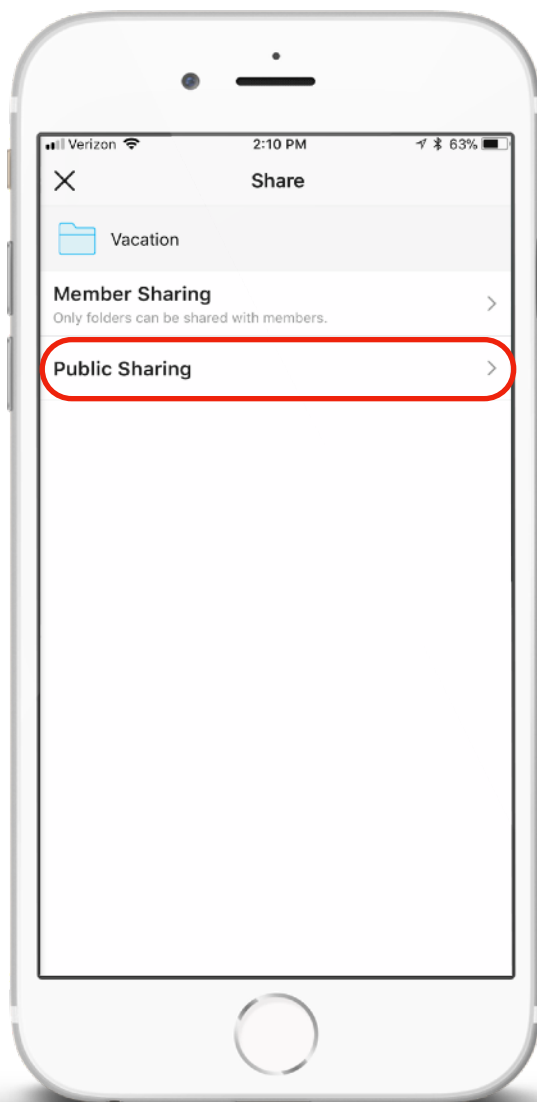 Verizon 2:10 PM 63%
Share
Vacation
Member Sharing
Only folders can be shared with members.
Public Sharing